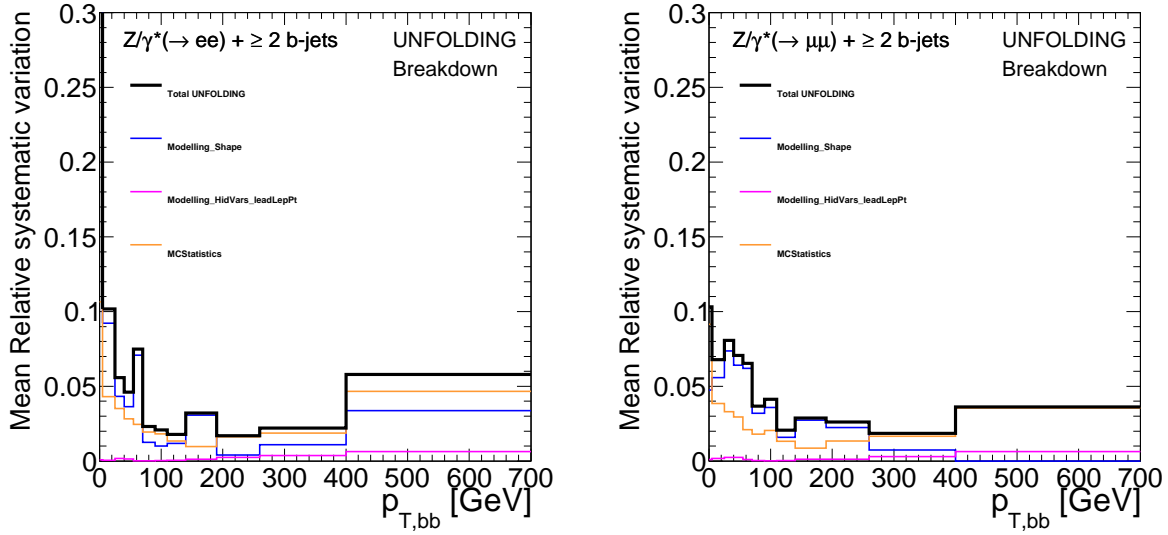 Mean Relative systematic variation
0.3
0.25
0.2
0.15
0.1
0.05
0
Z/γ*(→ ee) + ≥ 2 b-jets
UNFOLDING
Breakdown
Total UNFOLDING
Modelling_Shape
Modelling_HidVars_leadLepPt
MCStatistics
0 100 200 300 400 500 600 700
p_T,bb [GeV]
Mean Relative systematic variation
0.3
0.25
0.2
0.15
0.1
0.05
0
Z/γ*(→ μμ) + ≥ 2 b-jets
UNFOLDING
Breakdown
Total UNFOLDING
Modelling_Shape
Modelling_HidVars_leadLepPt
MCStatistics
0 100 200 300 400 500 600 700
p_T,bb [GeV]